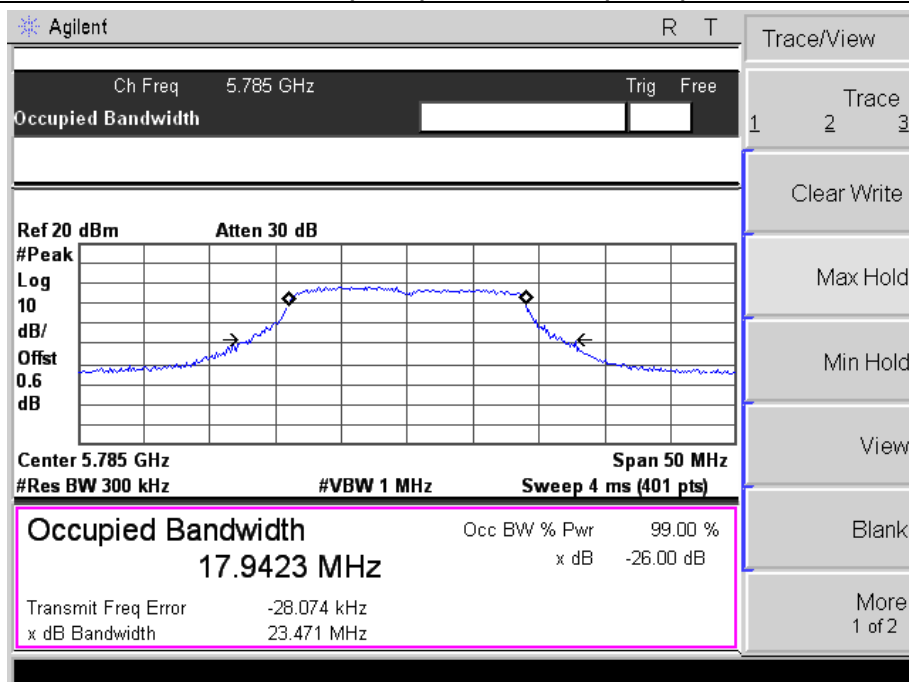 Agilent R T
Trace/View
Ch Freq 5.785 GHz Trig Free
Occupied Bandwidth
Trace
1 2 3
Clear Write
Ref 20 dBm Atten 30 dB
#Peak
Log
10
dB/
Offst
0.6
dB
Max Hold
Min Hold
Center 5.785 GHz Span 50 MHz
#Res BW 300 kHz #VBW 1 MHz Sweep 4 ms (401 pts)
View
Occupied Bandwidth
17.9423 MHz
Occ BW % Pwr 99.00 %
x dB -26.00 dB
Transmit Freq Error -28.074 kHz
x dB Bandwidth 23.471 MHz
Blank
More
1 of 2